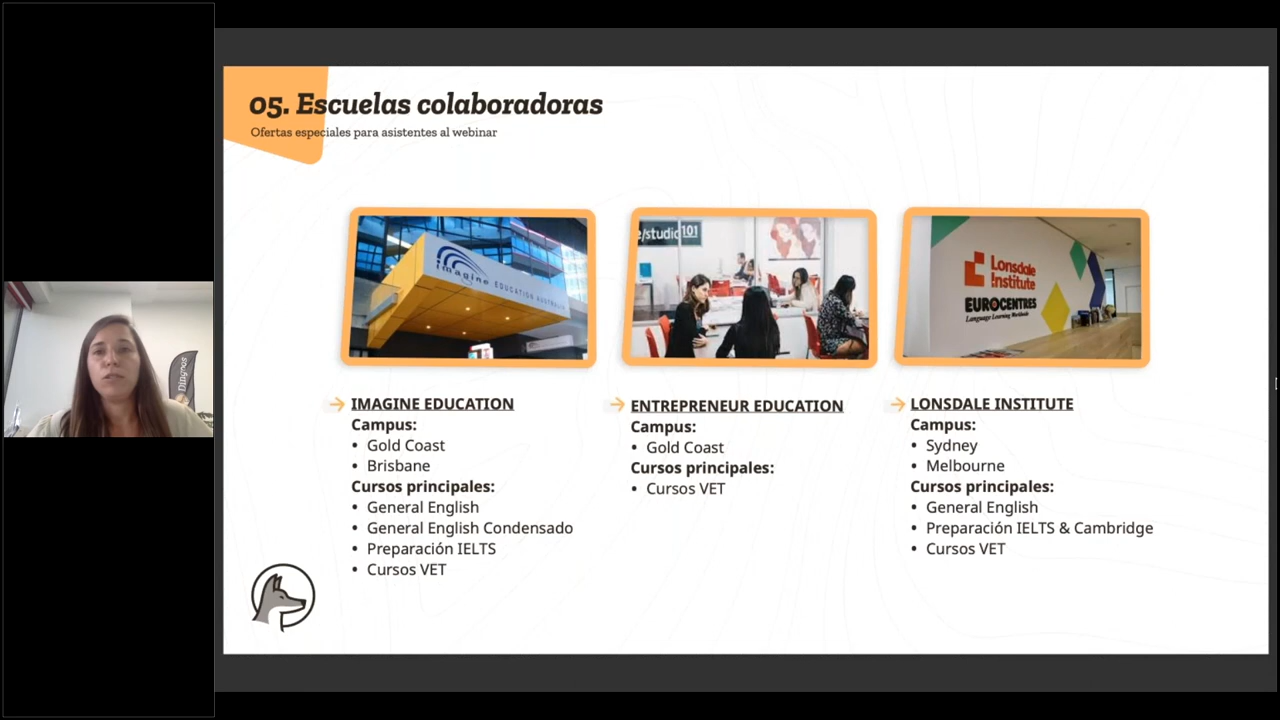 05. Escuelas colaboradoras
Ofertas especiales para asistentes al webinar
imagine EDUCATION AUSTRALIA
e/studio101
Lonsdale
Institute
EUROCENTRES
Language Learning Worldwide
Dingoos
IMAGINE EDUCATION
Campus:
• Gold Coast
• Brisbane
Cursos principales:
• General English
• General English Condensado
• Preparación IELTS
• Cursos VET
ENTREPRENEUR EDUCATION
Campus:
• Gold Coast
Cursos principales:
• Cursos VET
LONSDALE INSTITUTE
Campus:
• Sydney
• Melbourne
Cursos principales:
• General English
• Preparación IELTS & Cambridge
• Cursos VET